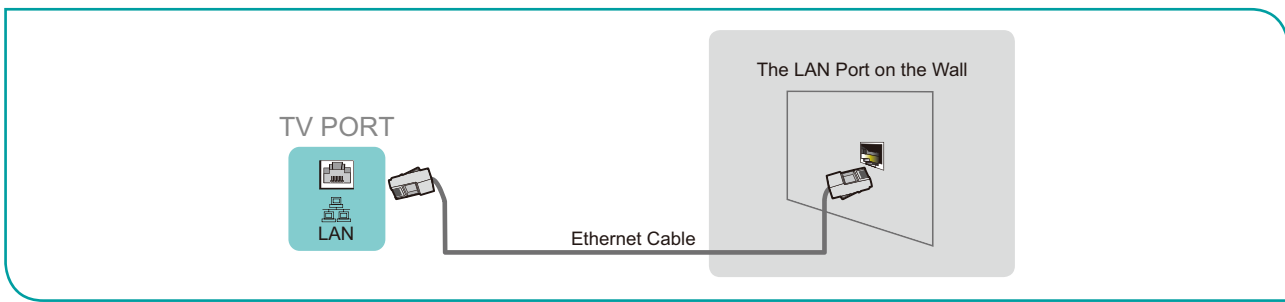 The LAN Port on the Wall
TV PORT
LAN
Ethernet Cable